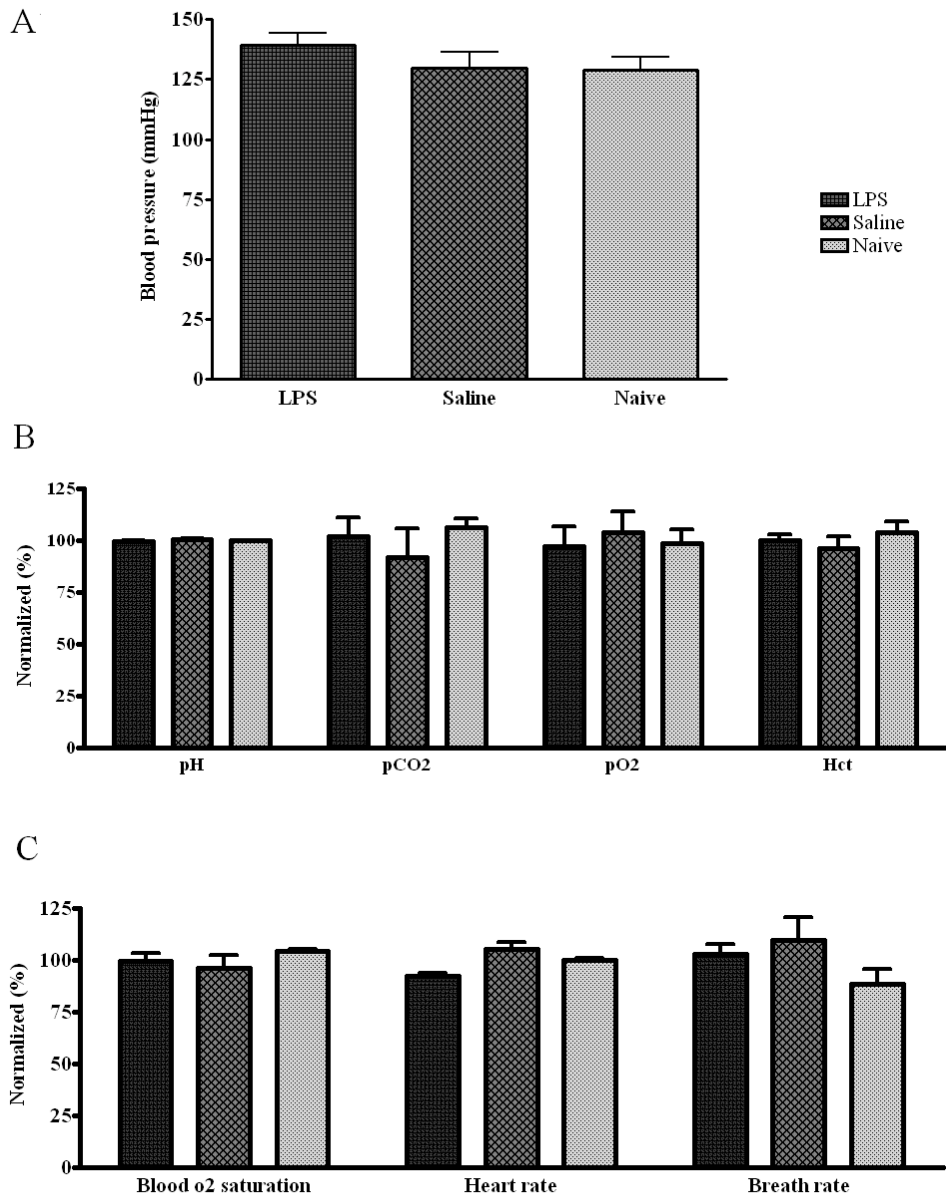 A
150
125
100
75
50
25
0
Blood pressure (mmHg)
LPS Saline Naive
LPS
Saline
Naive
B
125
100
75
50
25
0
Normalized (%)
pH pCO2 pO2 Hct
C
125
100
75
50
25
0
Normalized (%)
Blood o2 saturation Heart rate Breath rate